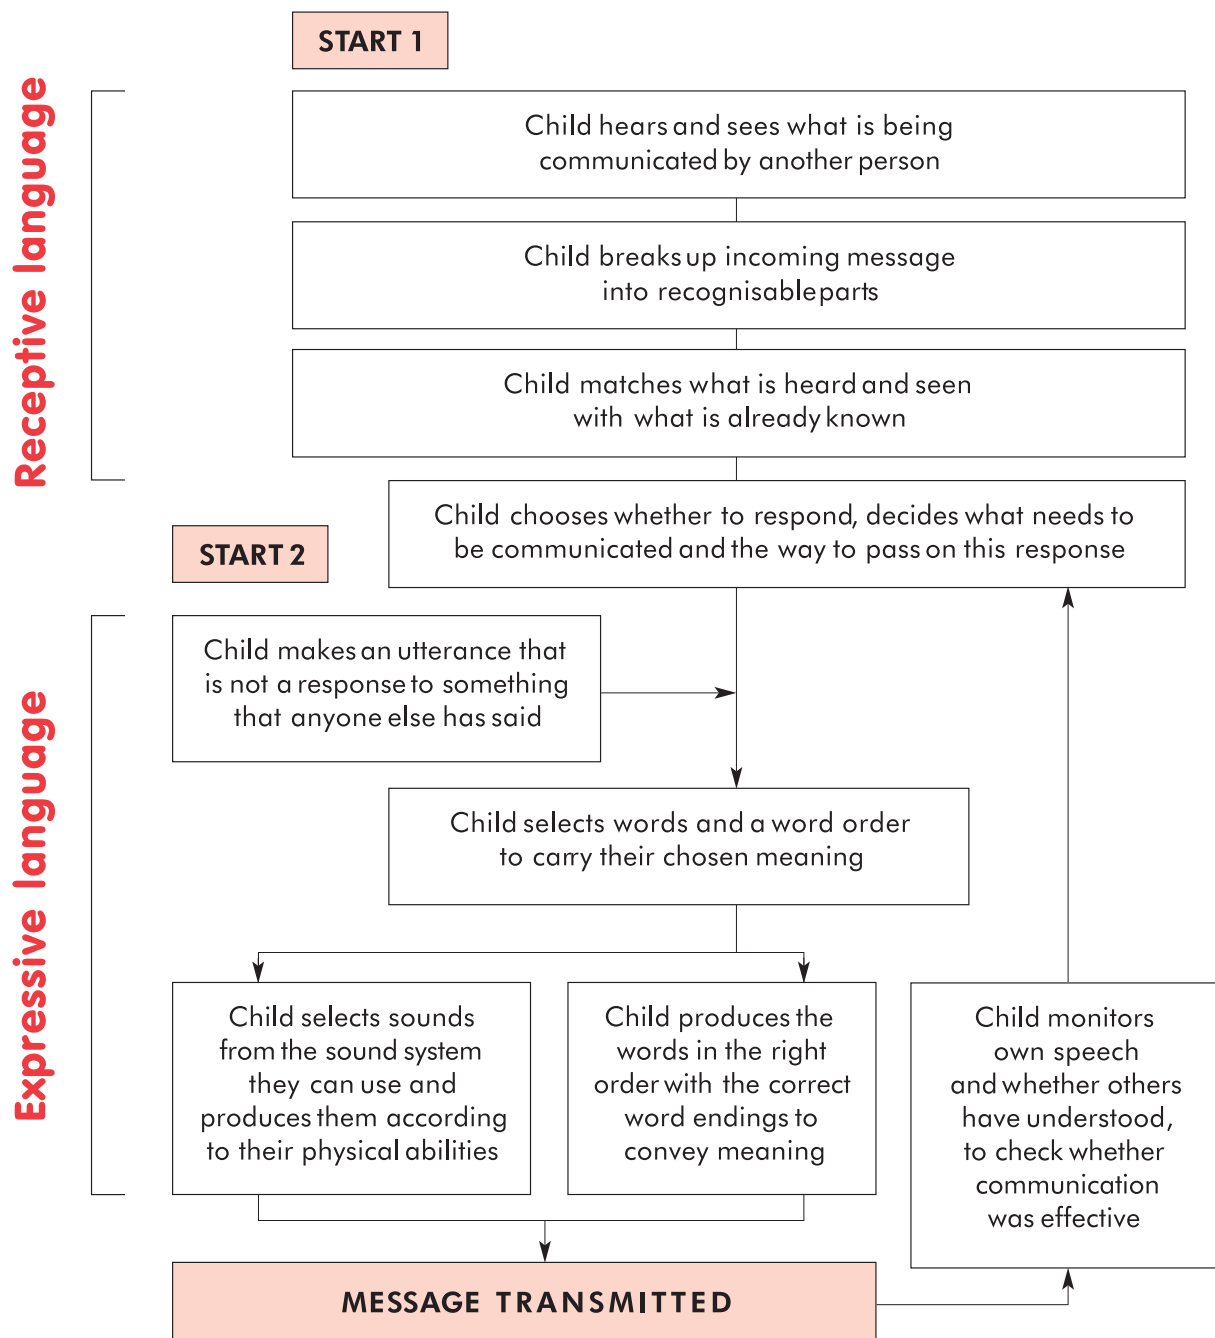 START 1
Receptive language
Child hears and sees what is being
communicated by another person
Child breaks up incoming message
into recognisable parts
Child matches what is heard and seen
with what is already known
Child chooses whether to respond, decides what needs to
be communicated and the way to pass on this response
START 2
Expressive language
Child makes an utterance that
is not a response to something
that anyone else has said
Child selects words and a word order
to carry their chosen meaning
Child selects sounds
from the sound system
they can use and
produces them according
to their physical abilities
Child produces the
words in the right
order with the correct
word endings to
convey meaning
Child monitors
own speech
and whether others
have understood,
to check whether
communication
was effective
MESSAGE TRANSMITTED